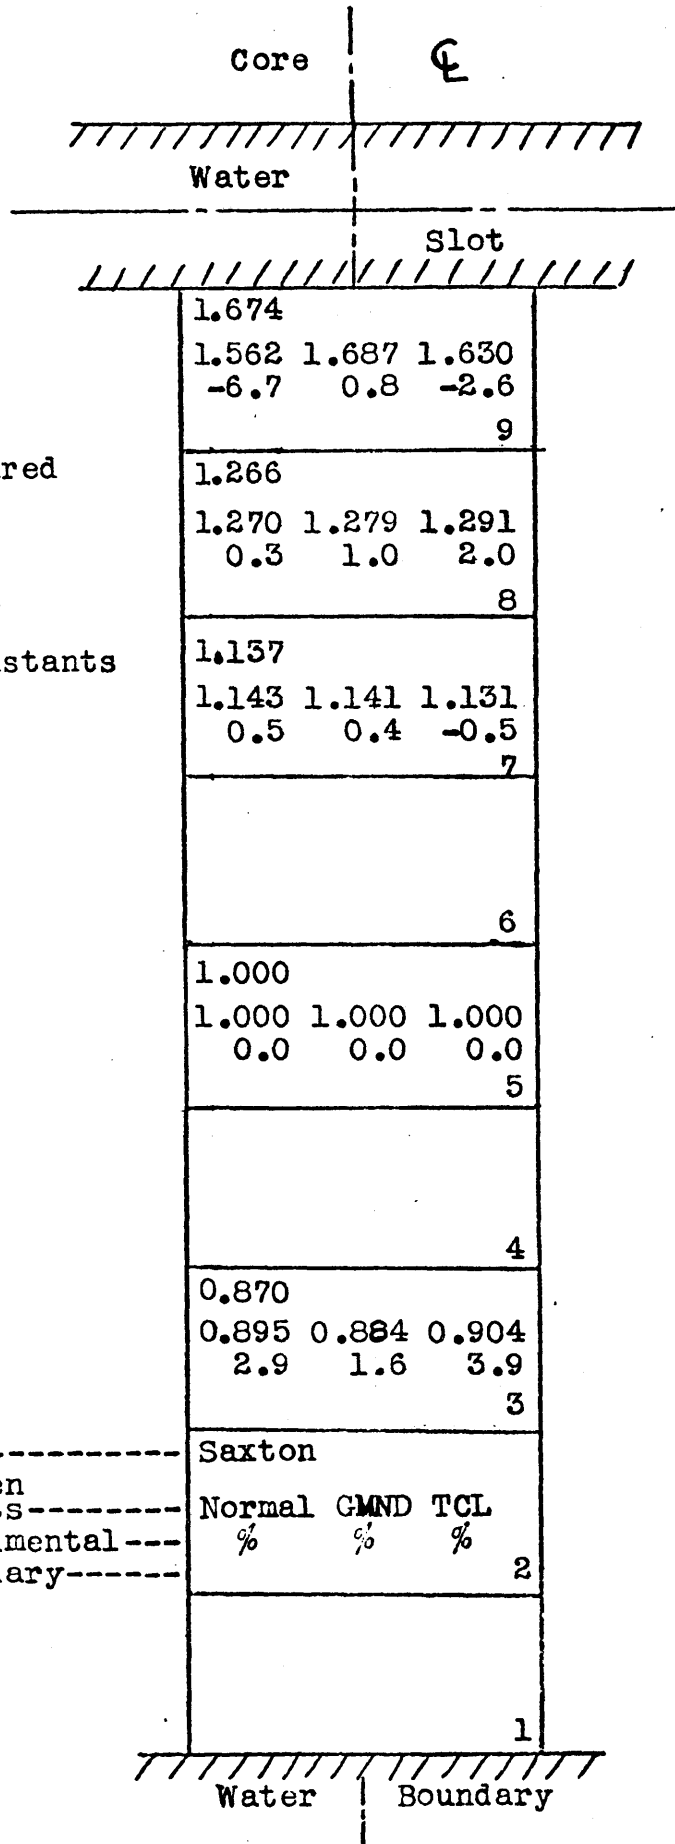 Core ℄
Water
Slot
1.674
1.562 1.687 1.630
-6.7 0.8 -2.6
9
red
1.266
1.270 1.279 1.291
0.3 1.0 2.0
8
stants
1.137
1.143 1.141 1.131
0.5 0.4 -0.5
7
6
1.000
1.000 1.000 1.000
0.0 0.0 0.0
5
4
0.870
0.895 0.884 0.904
2.9 1.6 3.9
3
---------- Saxton
en
s-------- Normal GMND TCL
mental--- % % %
ary------ 2
1
Water Boundary